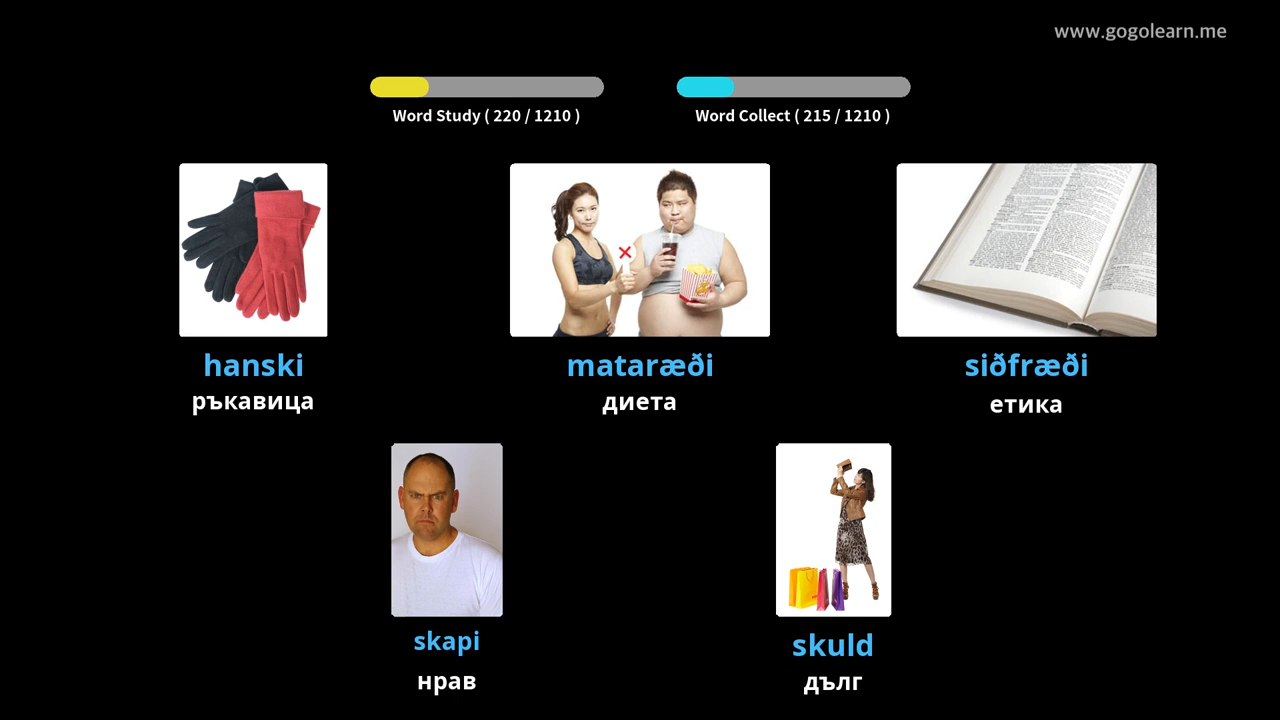 www.gogolearn.me
Word Study ( 220 / 1210 )
Word Collect ( 215 / 1210 )
hanski
ръкавица
mataræði
диета
siðfræði
етика
skapi
нрав
skuld
дълг